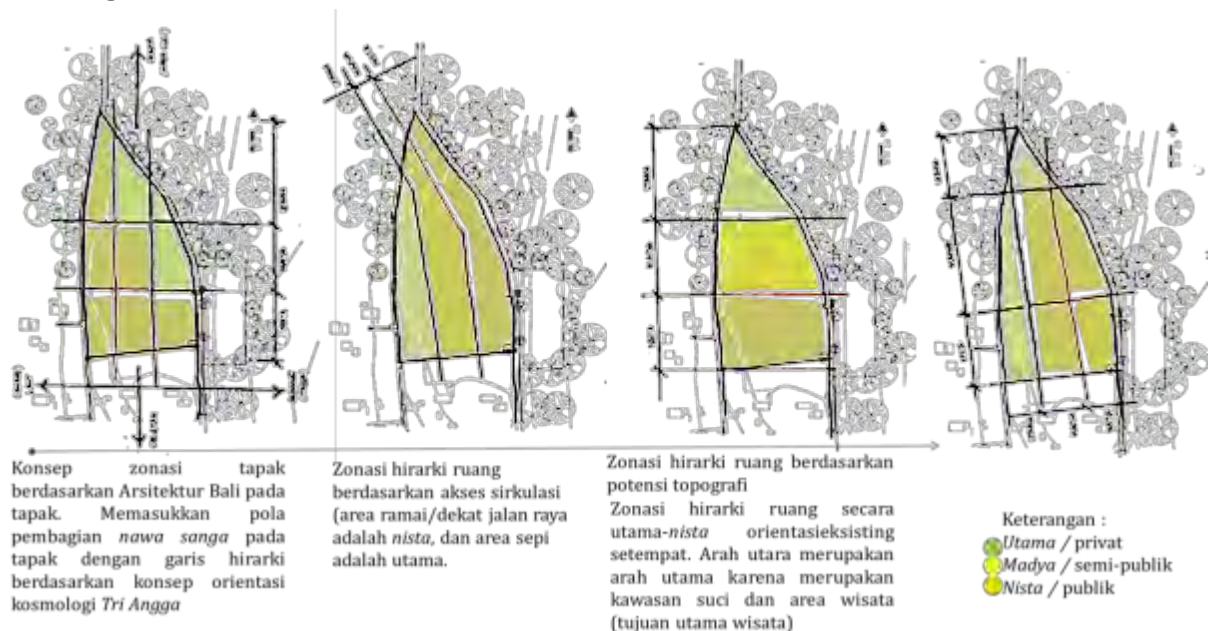 Konsep zonasi tapak
berdasarkan Arsitektur Bali pada
tapak. Memasukkan pola
pembagian nawa sanga pada
tapak dengan garis hirarki
berdasarkan konsep orientasi
kosmologi Tri Angga
Zonasi hirarki ruang
berdasarkan akses sirkulasi
(area ramai/dekat jalan raya
adalah nista, dan area sepi
adalah utama.
Zonasi hirarki ruang berdasarkan
potensi topografi
Zonasi hirarki ruang secara
utama-nista orientasieksisting
setempat. Arah utara merupakan
arah utama karena merupakan
kawasan suci dan area wisata
(tujuan utama wisata)
Keterangan :
Utama / privat
Madya / semi-publik
Nista / publik